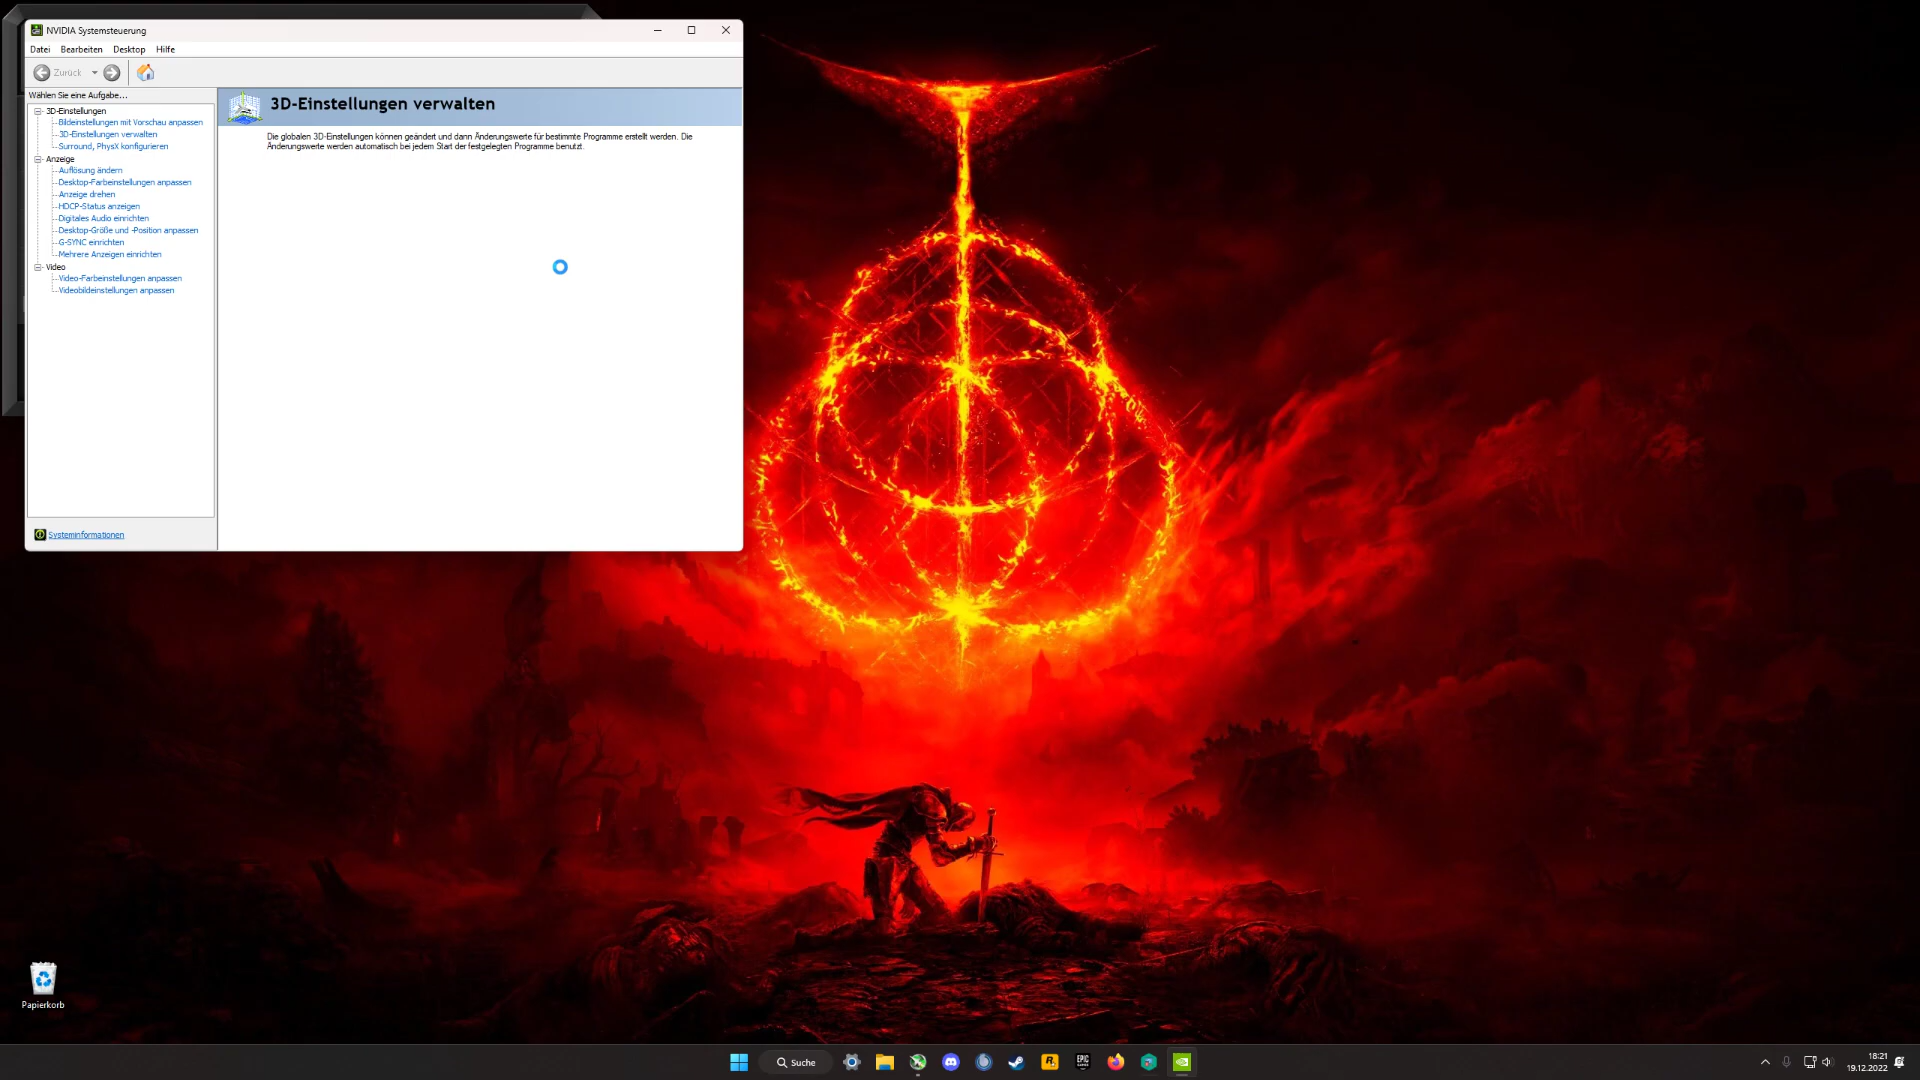 NVIDIA Systemsteuerung
Datei Bearbeiten Desktop Hilfe
Zurück
Wählen Sie eine Aufgabe...
3D-Einstellungen
Bildeinstellungen mit Vorschau anpassen
3D-Einstellungen verwalten
Surround, PhysX konfigurieren
Anzeige
Auflösung ändern
Desktop-Farbeinstellungen anpassen
Anzeige drehen
HDCP-Status anzeigen
Digitales Audio einrichten
Desktop-Größe und -Position anpassen
G-SYNC einrichten
Mehrere Anzeigen einrichten
Video
Video-Farbeinstellungen anpassen
Videobildeinstellungen anpassen
Systeminformationen
3D-Einstellungen verwalten
Die globalen 3D-Einstellungen können geändert und dann Änderungswerte für bestimmte Programme erstellt werden. Die
Änderungswerte werden automatisch bei jedem Start der festgelegten Programme benutzt.
Papierkorb
Suche
EPIC
18:21
19.12.2022